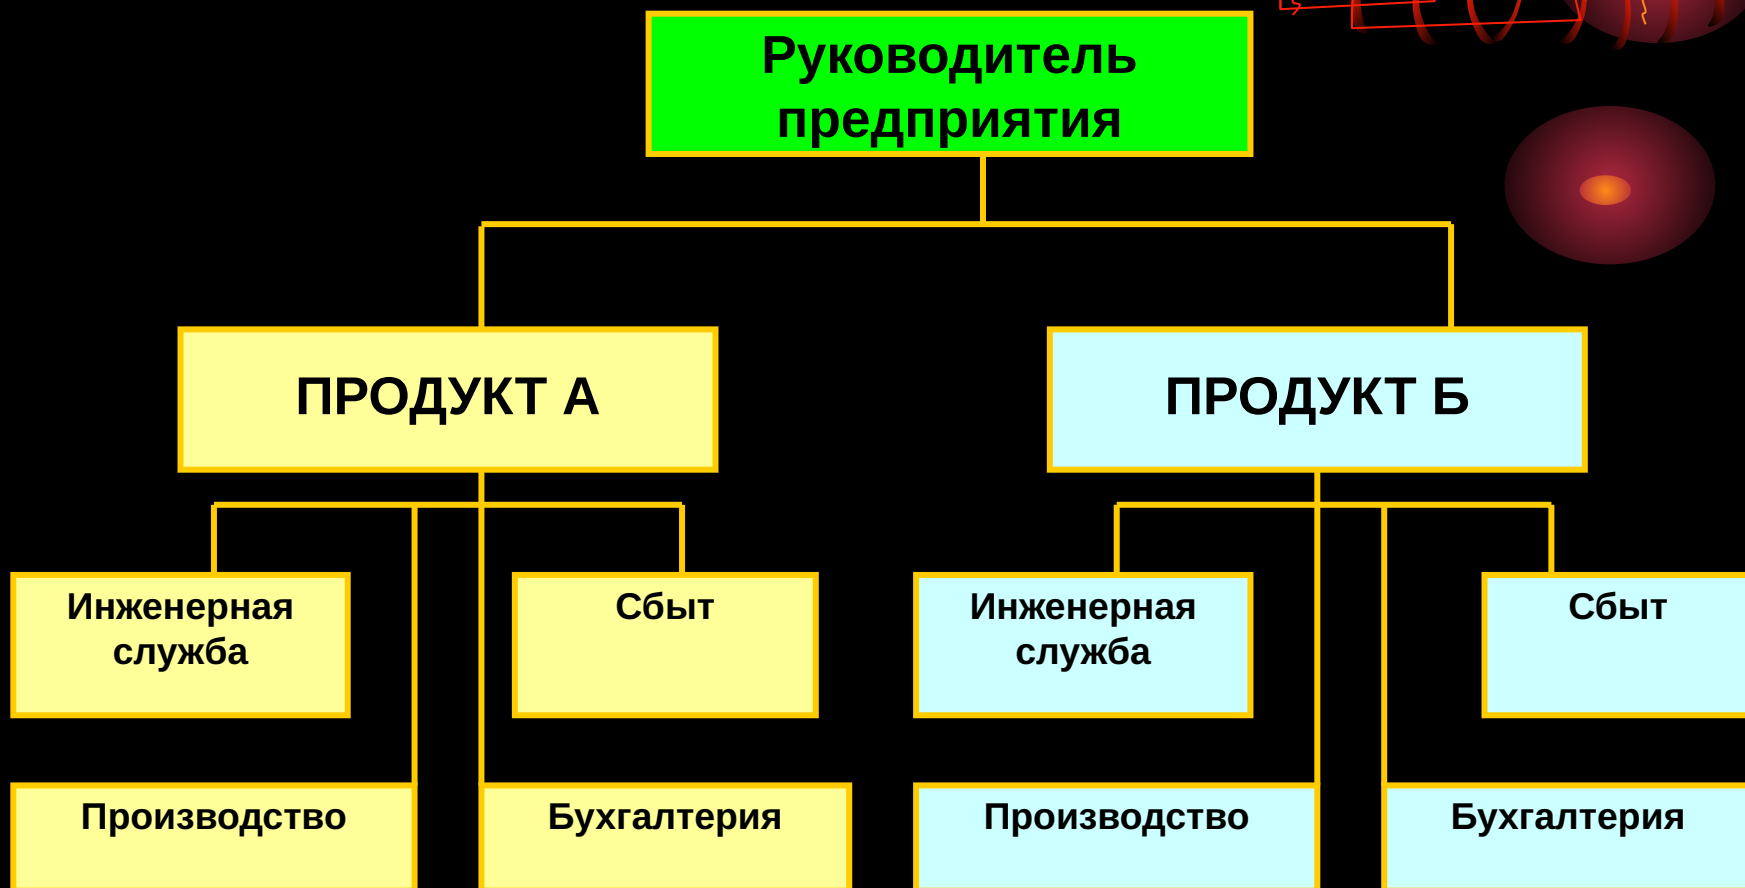 Руководитель
предприятия
ПРОДУКТ А
ПРОДУКТ Б
Инженерная
служба
Сбыт
Инженерная
служба
Сбыт
Производство
Бухгалтерия
Производство
Бухгалтерия